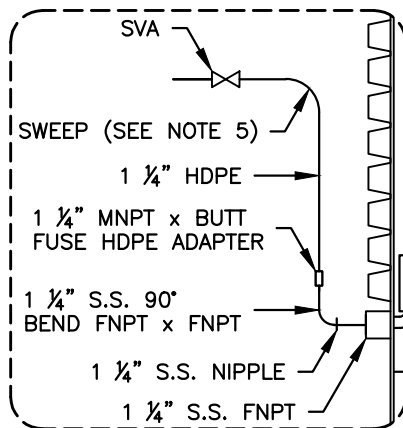 SVA
SWEEP (SEE NOTE 5)
1 ¼" HDPE
1 ¼" MNPT x BUTT
FUSE HDPE ADAPTER
1 ¼" S.S. 90°
BEND FNPT x FNPT
1 ¼" S.S. NIPPLE
1 ¼" S.S. FNPT